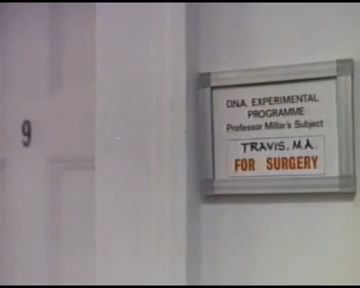 9
D.N.A. EXPERIMENTAL
PROGRAMME
Professor Millar's Subject
TRAVIS, M.A.
FOR SURGERY